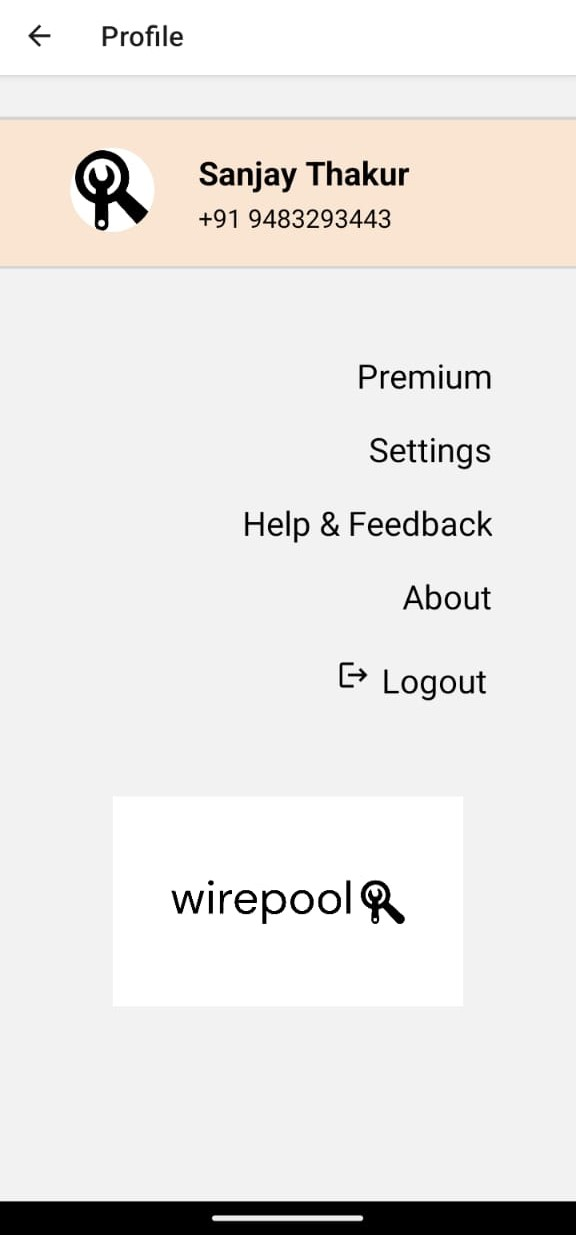 Profile
Sanjay Thakur
+91 9483293443
Premium
Settings
Help & Feedback
About
Logout
wirepool